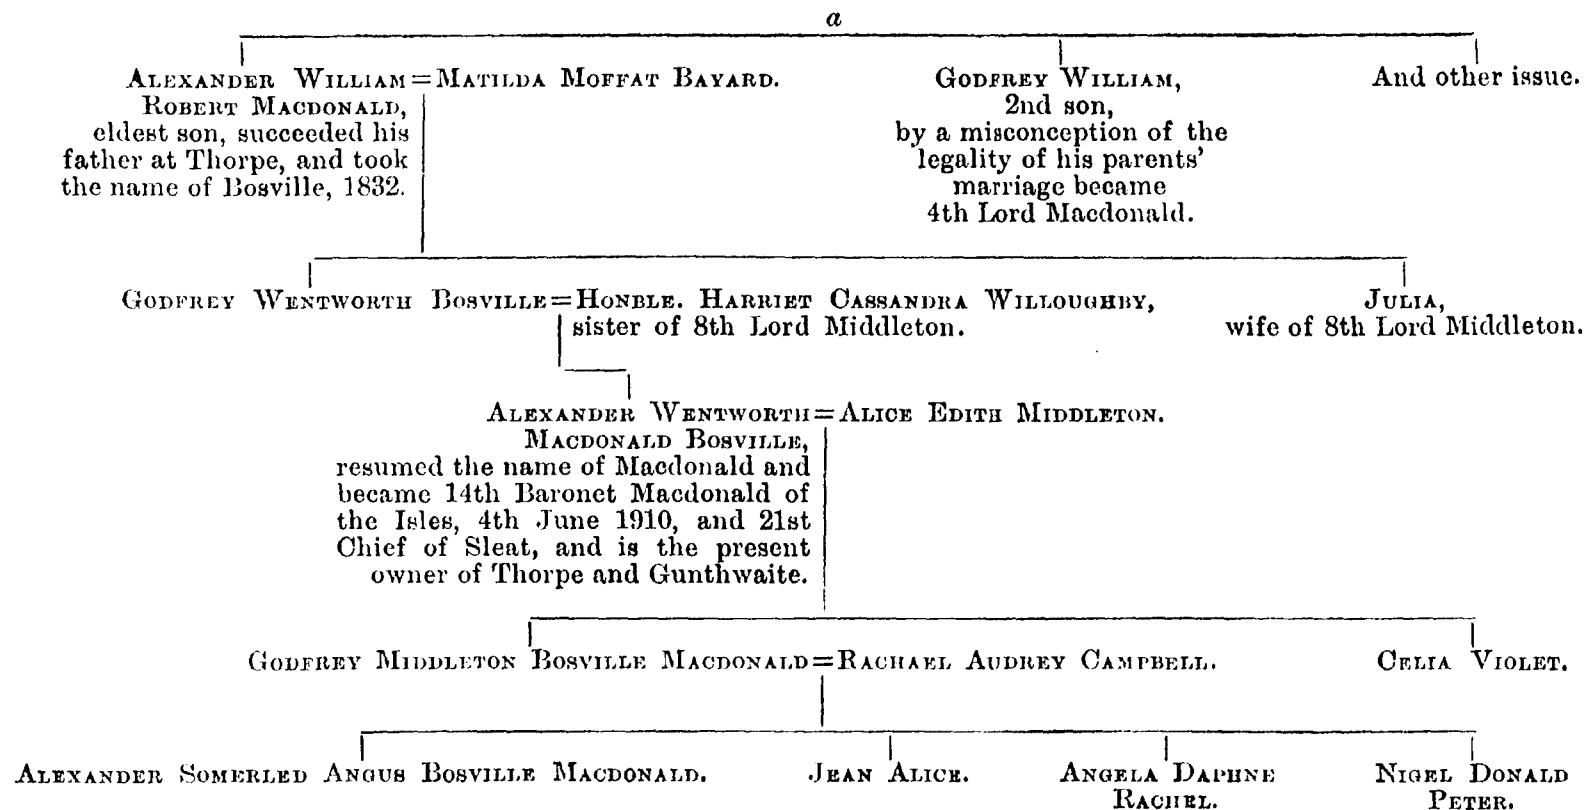 a
ALEXANDER WILLIAM = MATILDA MOFFAT BAYARD.
ROBERT MACDONALD,
eldest son, succeeded his
father at Thorpe, and took
the name of Bosville, 1832.
GODFREY WILLIAM,
2nd son,
by a misconception of the
legality of his parents'
marriage became
4th Lord Macdonald.
And other issue.
GODFREY WENTWORTH BOSVILLE = HONBLE. HARRIET CASSANDRA WILLOUGHBY,
sister of 8th Lord Middleton.
JULIA,
wife of 8th Lord Middleton.
ALEXANDER WENTWORTH = ALICE EDITH MIDDLETON.
MACDONALD BOSVILLE,
resumed the name of Macdonald and
became 14th Baronet Macdonald of
the Isles, 4th June 1910, and 21st
Chief of Sleat, and is the present
owner of Thorpe and Gunthwaite.
GODFREY MIDDLETON BOSVILLE MACDONALD = RACHAEL AUDREY CAMPBELL.
CELIA VIOLET.
ALEXANDER SOMERLED ANGUS BOSVILLE MACDONALD.
JEAN ALICE.
ANGELA DAPHNE
RACHEL.
NIGEL DONALD
PETER.